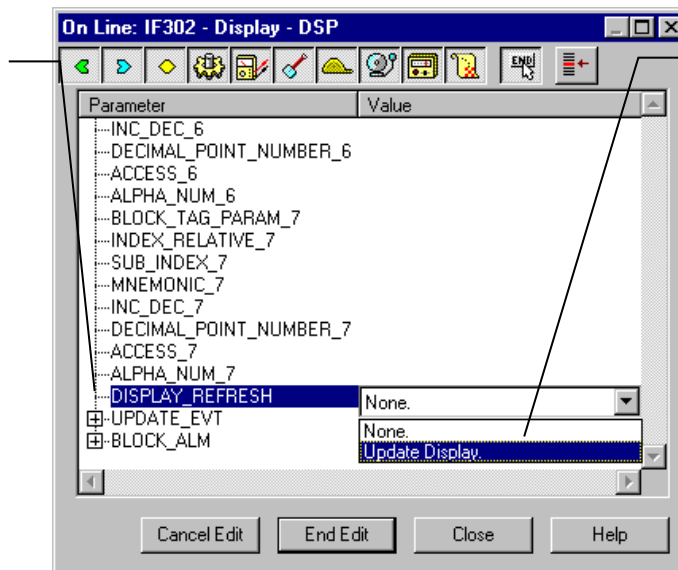 On Line: IF302 - Display - DSP
END
Parameter Value
INC_DEC_6
DECIMAL_POINT_NUMBER_6
ACCESS_6
ALPHA_NUM_6
BLOCK_TAG_PARAM_7
INDEX_RELATIVE_7
SUB_INDEX_7
MNEMONIC_7
INC_DEC_7
DECIMAL_POINT_NUMBER_7
ACCESS_7
ALPHA_NUM_7
DISPLAY_REFRESH None.
UPDATE_EVT None.
BLOCK_ALM Update Display.
Cancel Edit End Edit Close Help